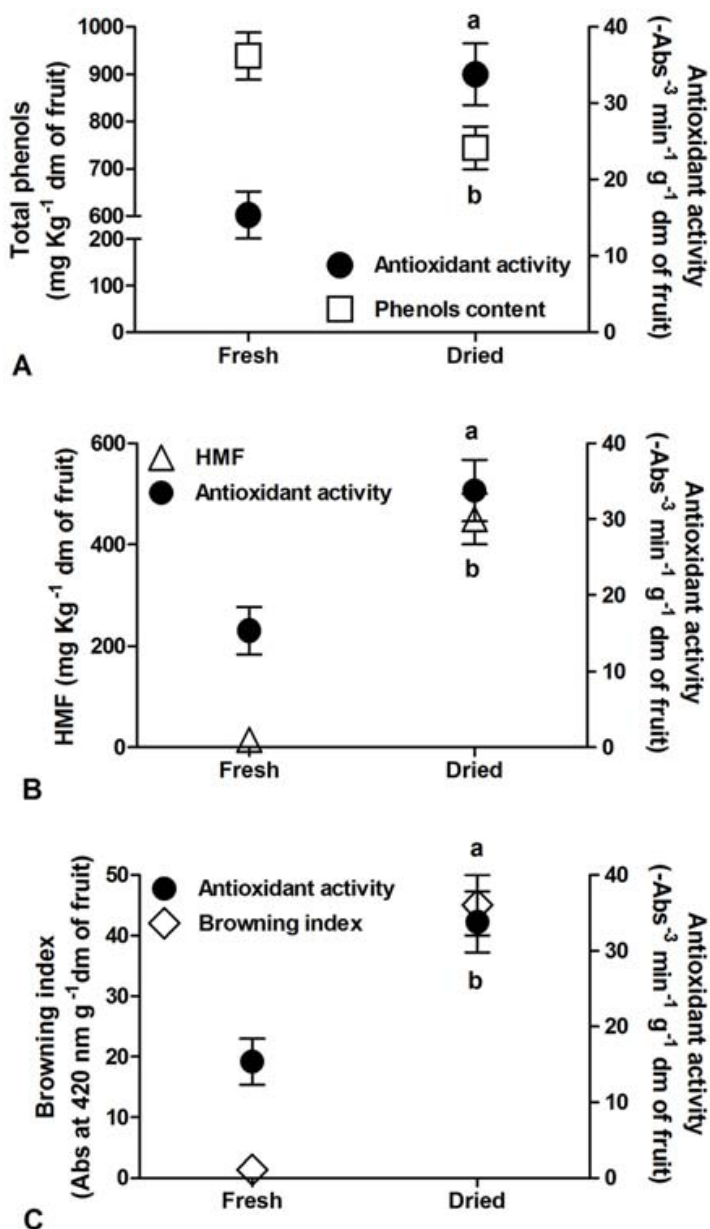 Total phenols
(mg Kg⁻¹ dm of fruit)
1000
900
800
700
600
200
100
0
a
b
Antioxidant activity
Phenols content
Fresh
Dried
40
30
20
10
0
Antioxidant activity
(-Abs⁻³ min⁻¹ g⁻¹ dm of fruit)
A
HMF (mg Kg⁻¹ dm of fruit)
600
400
200
0
HMF
Antioxidant activity
a
b
Fresh
Dried
40
30
20
10
0
Antioxidant activity
(-Abs⁻³ min⁻¹ g⁻¹ dm of fruit)
B
Browning index
(Abs at 420 nm g⁻¹dm of fruit)
50
40
30
20
10
0
Antioxidant activity
Browning index
a
b
Fresh
Dried
40
30
20
10
0
Antioxidant activity
(-Abs⁻³ min⁻¹ g⁻¹ dm of fruit)
C